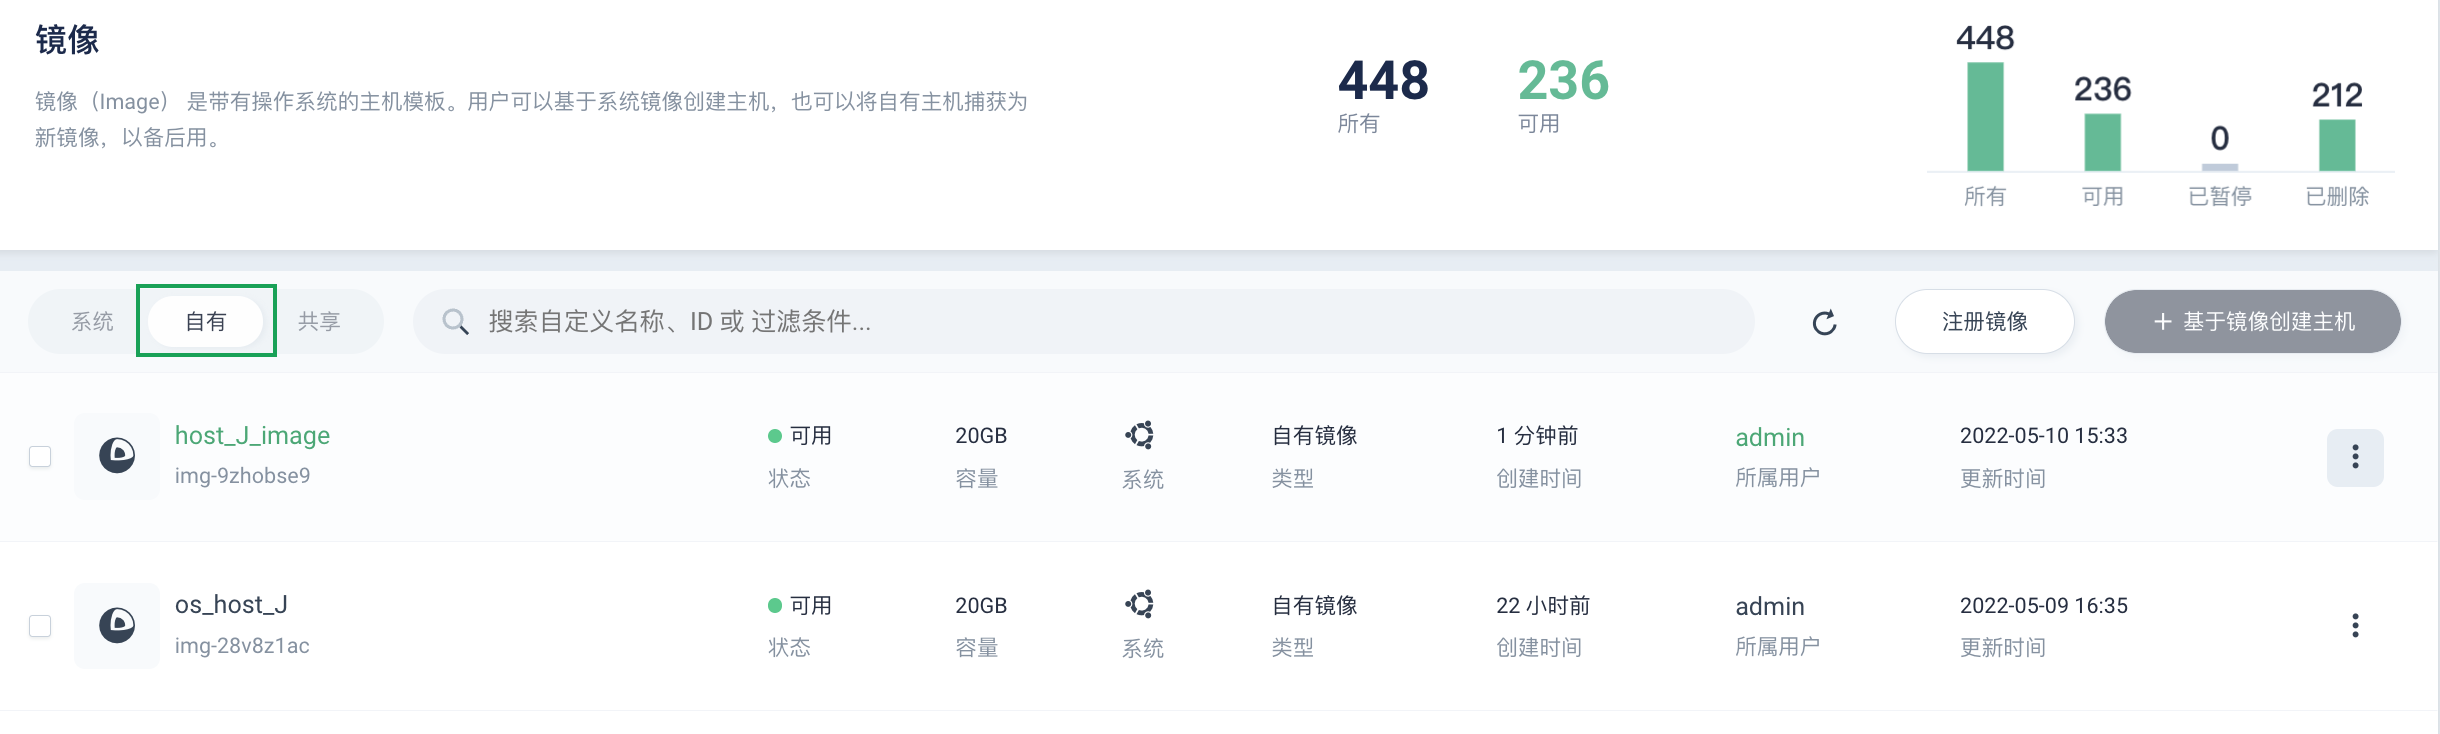 镜像
镜像（Image） 是带有操作系统的主机模板。用户可以基于系统镜像创建主机，也可以将自有主机捕获为
新镜像，以备后用。
448
所有
236
可用
448
236
0
212
所有
可用
已暂停
已删除
系统
自有
共享
搜索自定义名称、ID 或 过滤条件...
注册镜像
+ 基于镜像创建主机
host_J_image
img-9zhobse9
可用
状态
20GB
容量
系统
自有镜像
类型
1 分钟前
创建时间
admin
所属用户
2022-05-10 15:33
更新时间
os_host_J
img-28v8z1ac
可用
状态
20GB
容量
系统
自有镜像
类型
22 小时前
创建时间
admin
所属用户
2022-05-09 16:35
更新时间